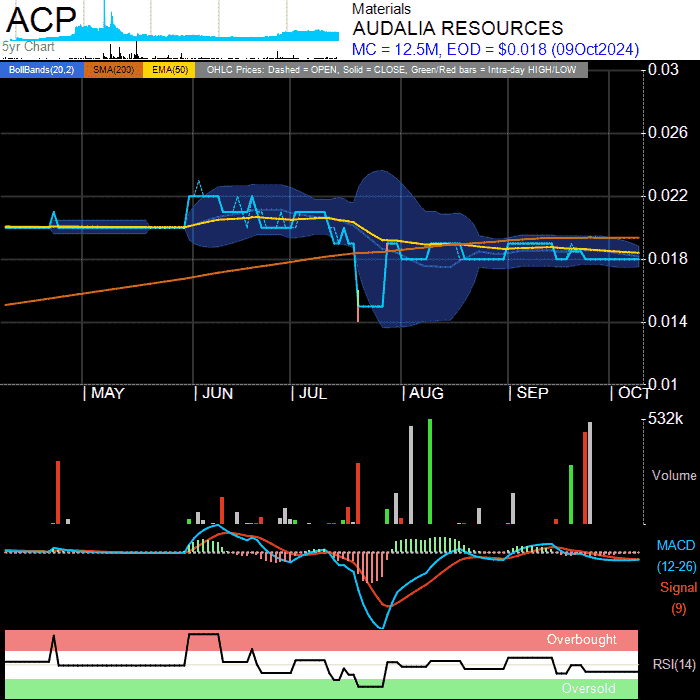 ACP
5yr Chart
Materials
AUDALIA RESOURCES
MC = 12.5M, EOD = $0.018 (09Oct2024)
BollBands(20,2) SMA(200) EMA(50) OHLC Prices: Dashed = OPEN, Solid = CLOSE, Green/Red bars = Intra-day HIGH/LOW
0.03
0.026
0.022
0.018
0.014
0.01
| MAY | JUN | JUL | AUG | SEP | OCT
532k
Volume
MACD
(12-26)
Signal
(9)
Overbought
RSI(14)
Oversold